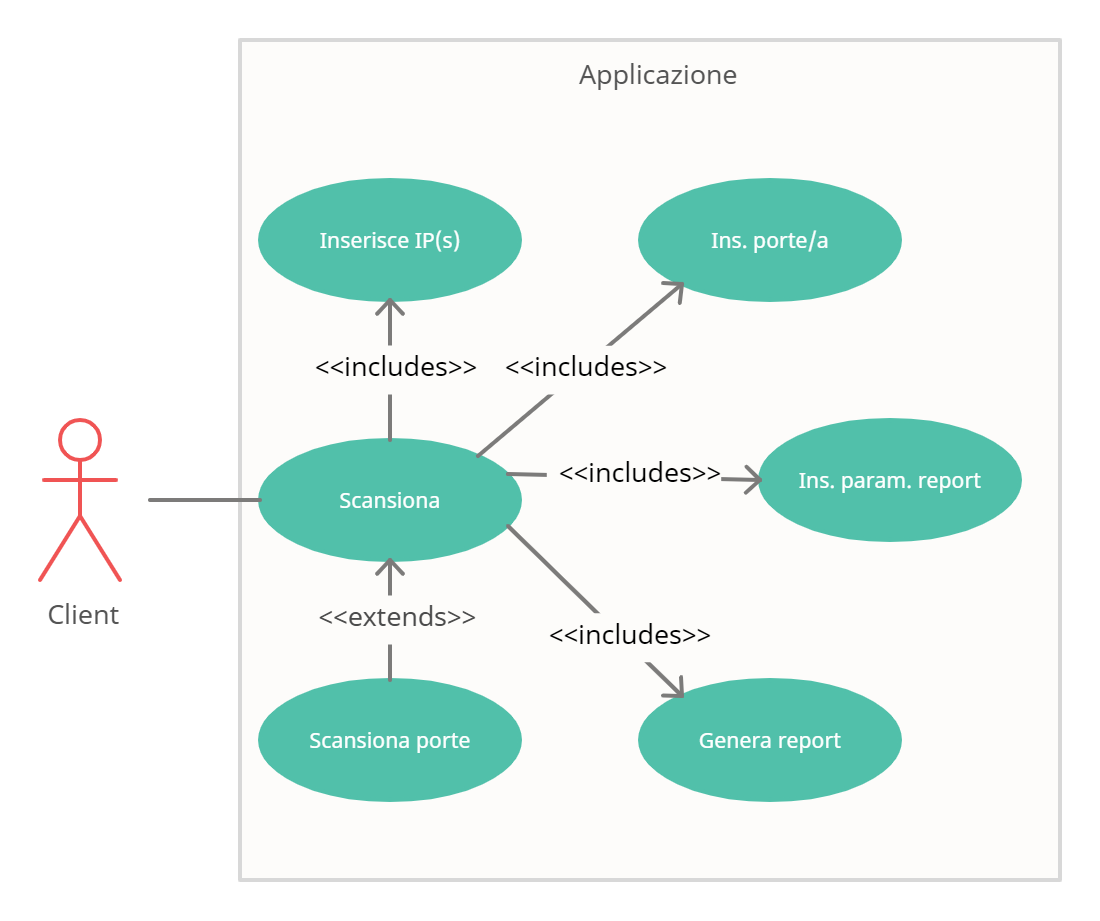 Applicazione
Inserisce IP(s)
Ins. porte/a
<<includes>>
<<includes>>
<<includes>>
Ins. param. report
Scansiona
Client
<<extends>>
<<includes>>
Scansiona porte
Genera report